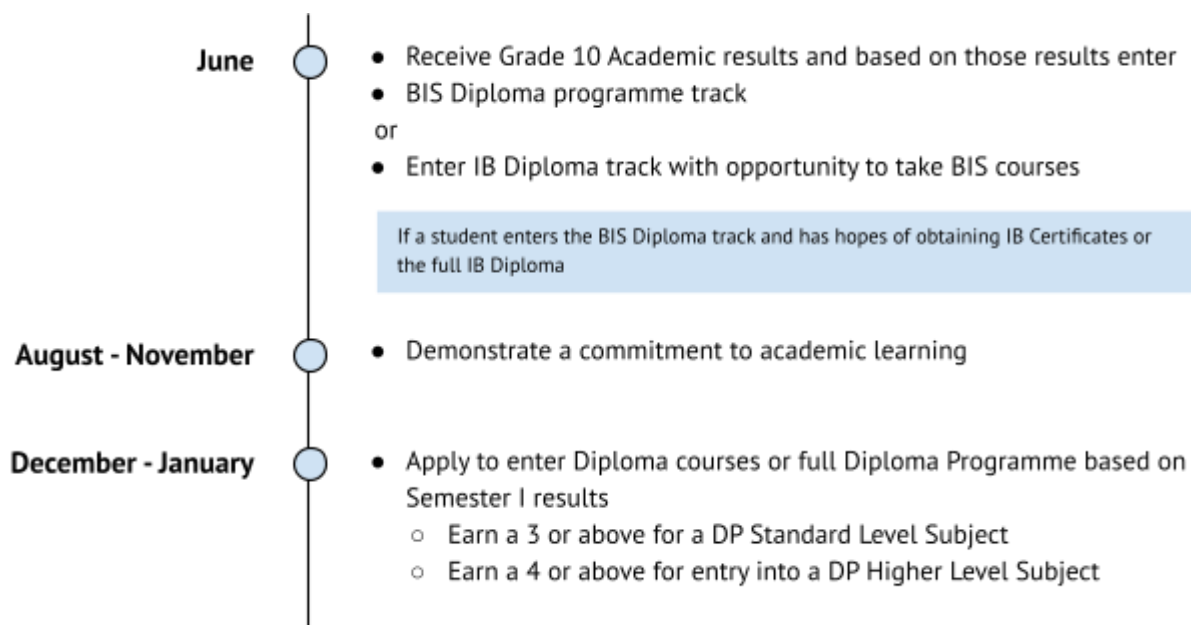 June
● Receive Grade 10 Academic results and based on those results enter
● BIS Diploma programme track
or
● Enter IB Diploma track with opportunity to take BIS courses
If a student enters the BIS Diploma track and has hopes of obtaining IB Certificates or
the full IB Diploma
August - November
● Demonstrate a commitment to academic learning
December - January
● Apply to enter Diploma courses or full Diploma Programme based on
Semester I results
○ Earn a 3 or above for a DP Standard Level Subject
○ Earn a 4 or above for entry into a DP Higher Level Subject